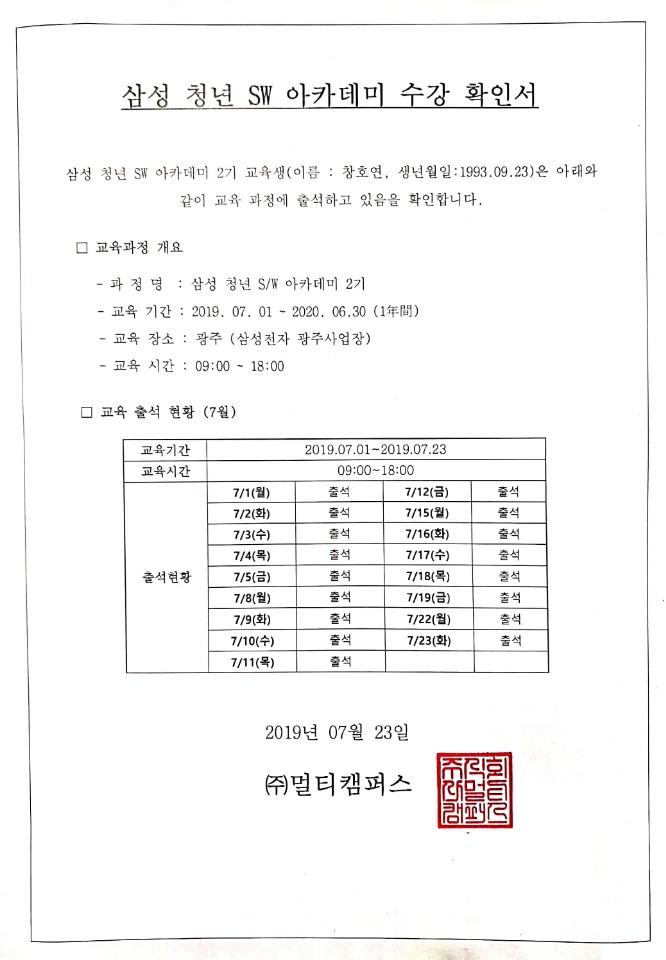 삼성 청년 SW 아카데미 수강 확인서
삼성 청년 SW 아카데미 2기 교육생(이름 : 창호연, 생년월일:1993.09.23)은 아래와
같이 교육 과정에 출석하고 있음을 확인합니다.
□ 교육과정 개요
- 과 정 명 : 삼성 청년 S/W 아카데미 2기
- 교육 기간 : 2019. 07. 01 ~ 2020. 06.30 (1年間)
- 교육 장소 : 광주 (삼성전자 광주사업장)
- 교육 시간 : 09:00 ~ 18:00
□ 교육 출석 현황 (7월)
교육기간 2019.07.01~2019.07.23
교육시간 09:00~18:00
출석현황
7/1(월) 출석 7/12(금) 출석
7/2(화) 출석 7/15(월) 출석
7/3(수) 출석 7/16(화) 출석
7/4(목) 출석 7/17(수) 출석
7/5(금) 출석 7/18(목) 출석
7/8(월) 출석 7/19(금) 출석
7/9(화) 출석 7/22(월) 출석
7/10(수) 출석 7/23(화) 출석
7/11(목) 출석
2019년 07월 23일
㈜멀티캠퍼스